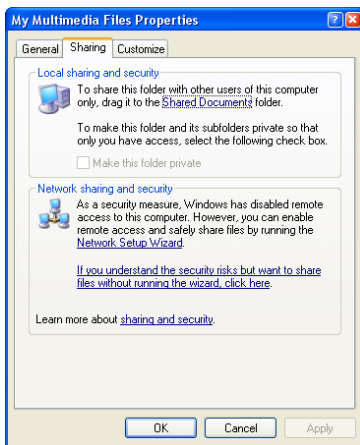 My Multimedia Files Properties
General Sharing Customize
Local sharing and security
To share this folder with other users of this computer
only, drag it to the Shared Documents folder.
To make this folder and its subfolders private so that
only you have access, select the following check box.
Make this folder private
Network sharing and security
As a security measure, Windows has disabled remote
access to this computer. However, you can enable
remote access and safely share files by running the
Network Setup Wizard.
If you understand the security risks but want to share
files without running the wizard, click here.
Learn more about sharing and security.
OK Cancel Apply